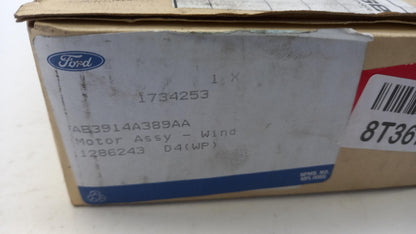 Ford
1 X
1734253
AB3914A389AA
Motor Assy - Wind
1286243 D4(WP)
8T36